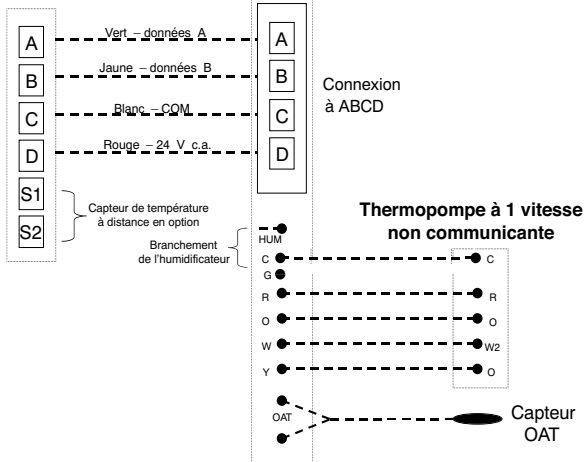 A Vert – données A A
B Jaune – données B B
C Blanc – COM C
D Rouge – 24 V c.a. D
Connexion
à ABCD
S1
S2
Capteur de température
à distance en option
Thermopompe à 1 vitesse
non communicante
HUM
Branchement
de l'humidificateur
C C
G
R R
O O
W W2
Y O
OAT
Capteur
OAT